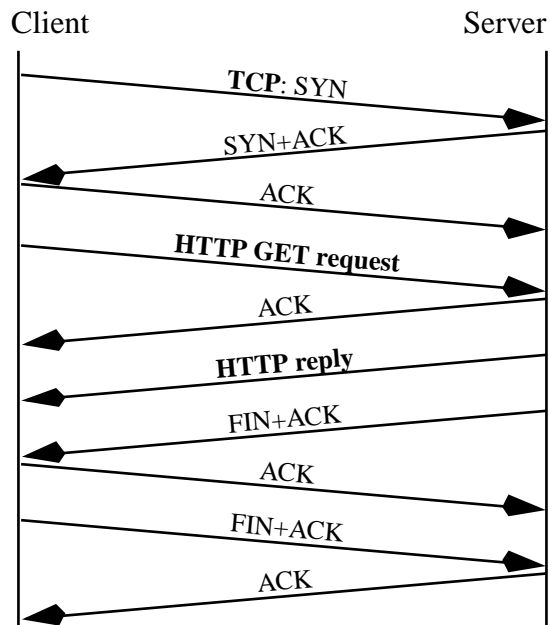 Client
Server
TCP: SYN
SYN+ACK
ACK
HTTP GET request
ACK
HTTP reply
FIN+ACK
ACK
FIN+ACK
ACK